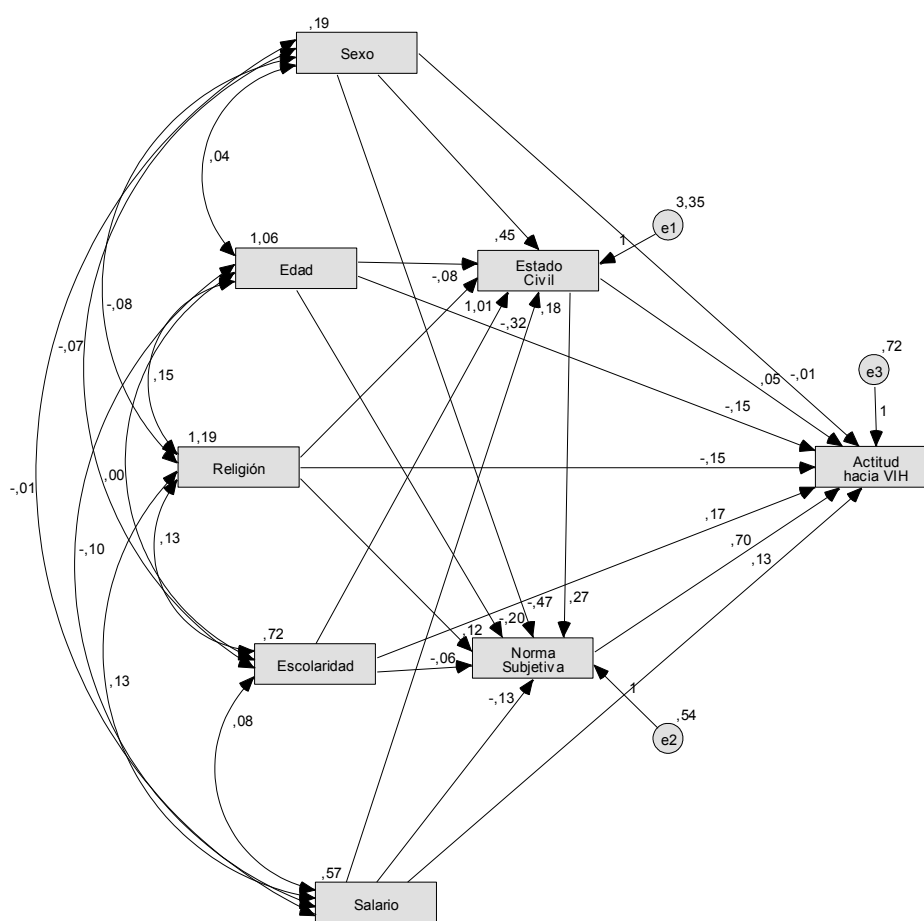 ,19
Sexo
,04
3,35
e1
1,06
,45
1
Edad
Estado
Civil
-,08
-,08
1,01
,18
-,32
-,07
,72
e3
,15
,05
-,01
1
-,15
1,19
Religión
-,15
Actitud
hacia VIH
-,01
,00
,17
,13
-,10
,70
,13
-,47
,27
-,20
,72
,12
Escolaridad
-,06
Norma
Subjetiva
,13
1
-,13
,08
,54
e2
,57
Salario